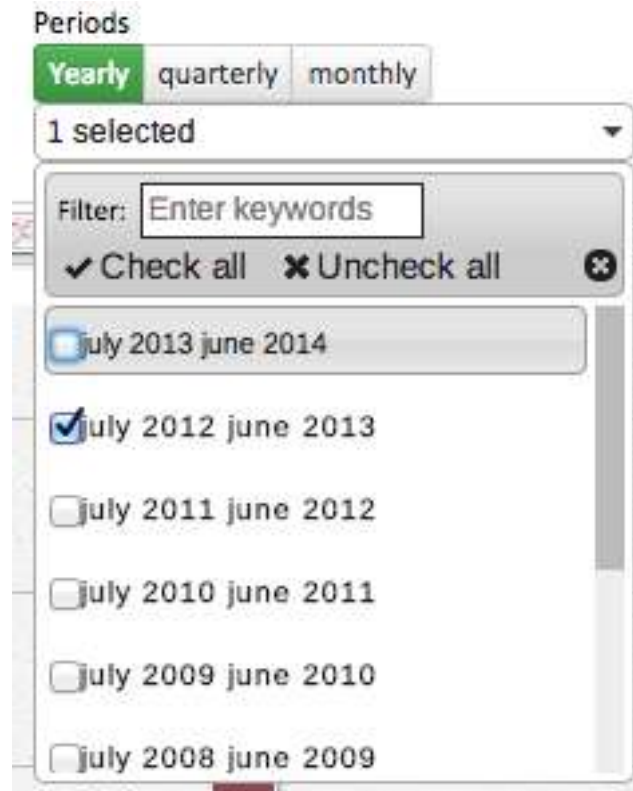 Periods
Yearly quarterly monthly
1 selected
Filter: Enter keywords
Check all Uncheck all
july 2013 june 2014
july 2012 june 2013
july 2011 june 2012
july 2010 june 2011
july 2009 june 2010
july 2008 june 2009